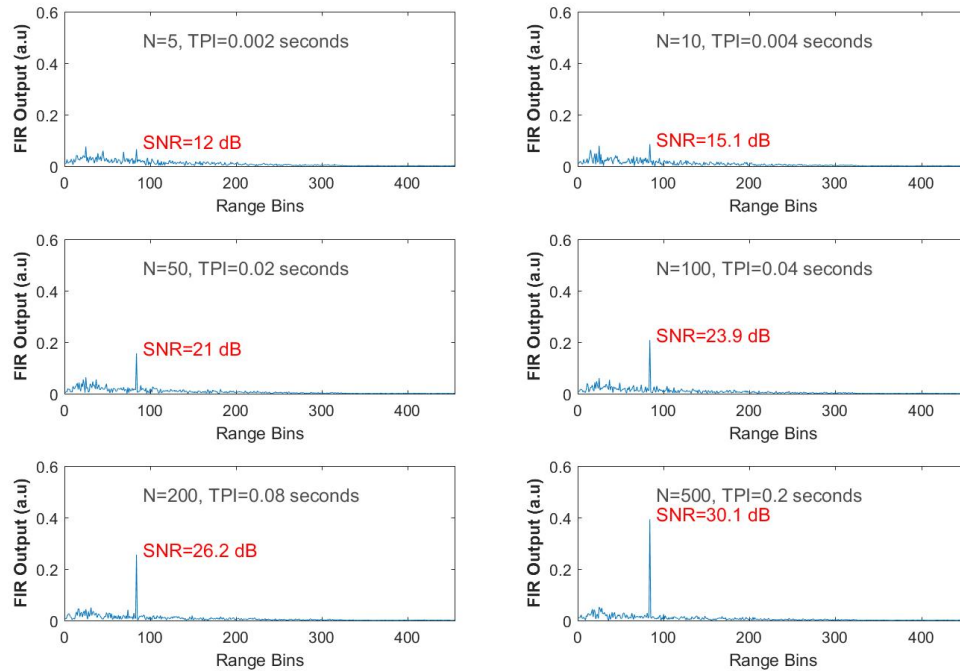 FIR Output (a.u)
0.6
0.4
0.2
0
N=5, TPI=0.002 seconds
SNR=12 dB
0 100 200 300 400
Range Bins
FIR Output (a.u)
0.6
0.4
0.2
0
N=10, TPI=0.004 seconds
SNR=15.1 dB
0 100 200 300 400
Range Bins
FIR Output (a.u)
0.6
0.4
0.2
0
N=50, TPI=0.02 seconds
SNR=21 dB
0 100 200 300 400
Range Bins
FIR Output (a.u)
0.6
0.4
0.2
0
N=100, TPI=0.04 seconds
SNR=23.9 dB
0 100 200 300 400
Range Bins
FIR Output (a.u)
0.6
0.4
0.2
0
N=200, TPI=0.08 seconds
SNR=26.2 dB
0 100 200 300 400
Range Bins
FIR Output (a.u)
0.6
0.4
0.2
0
N=500, TPI=0.2 seconds
SNR=30.1 dB
0 100 200 300 400
Range Bins